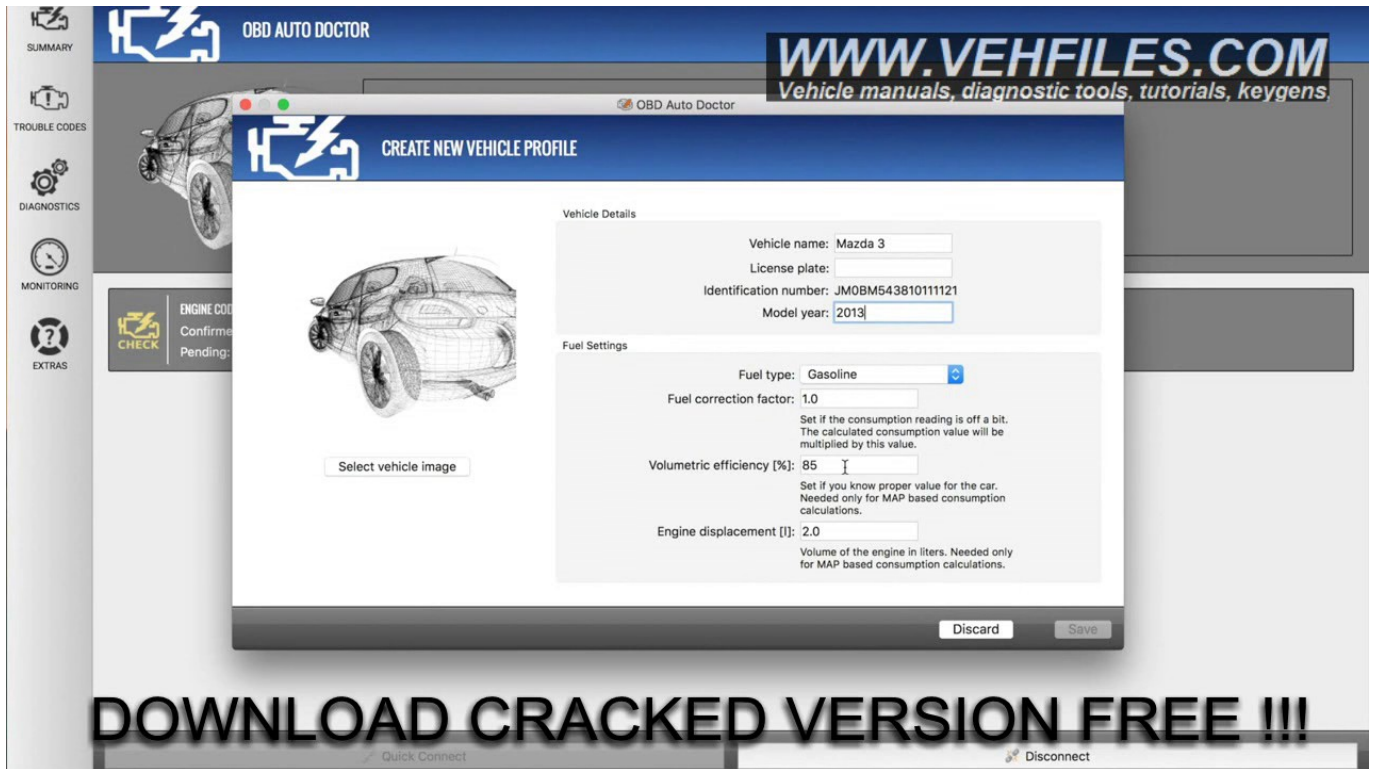 OBD AUTO DOCTOR
WWW.VEHFILES.COM
Vehicle manuals, diagnostic tools, tutorials, keygens,
SUMMARY
TROUBLE CODES
DIAGNOSTICS
MONITORING
EXTRAS
OBD Auto Doctor
CREATE NEW VEHICLE PROFILE
ENGINE COD
Confirme
Pending:
CHECK
Select vehicle image
Vehicle Details
Vehicle name: Mazda 3
License plate:
Identification number: JM0BM543810111121
Model year: 2013
Fuel Settings
Fuel type: Gasoline
Fuel correction factor: 1.0
Set if the consumption reading is off a bit.
The calculated consumption value will be
multiplied by this value.
Volumetric efficiency [%]: 85
Set if you know proper value for the car.
Needed only for MAP based consumption
calculations.
Engine displacement [l]: 2.0
Volume of the engine in liters. Needed only
for MAP based consumption calculations.
Discard
Save
DOWNLOAD CRACKED VERSION FREE !!!
Quick Connect
Disconnect